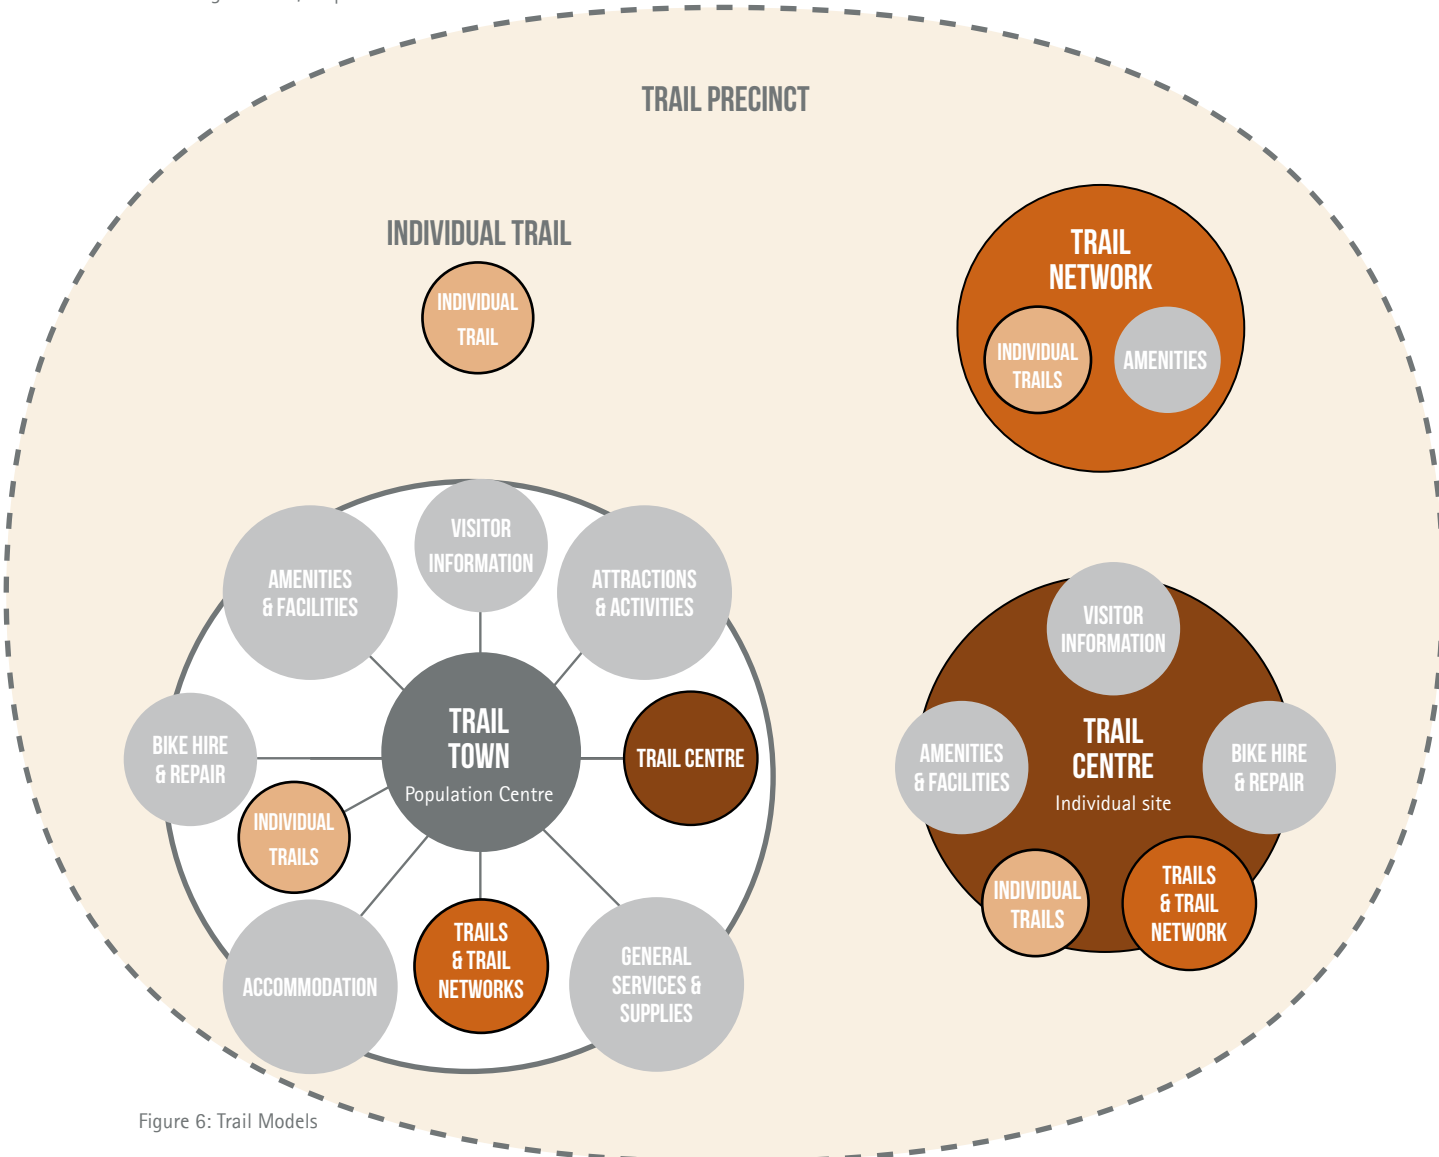 TRAIL PRECINCT
INDIVIDUAL TRAIL
INDIVIDUAL
TRAIL
TRAIL
NETWORK
INDIVIDUAL
TRAILS
AMENITIES
VISITOR
INFORMATION
AMENITIES
& FACILITIES
ATTRACTIONS
& ACTIVITIES
TRAIL
TOWN
Population Centre
BIKE HIRE
& REPAIR
TRAIL CENTRE
INDIVIDUAL
TRAILS
ACCOMMODATION
TRAILS
& TRAIL
NETWORKS
GENERAL
SERVICES &
SUPPLIES
VISITOR
INFORMATION
AMENITIES
& FACILITIES
TRAIL
CENTRE
Individual site
BIKE HIRE
& REPAIR
INDIVIDUAL
TRAILS
TRAILS
& TRAIL
NETWORK
Figure 6: Trail Models